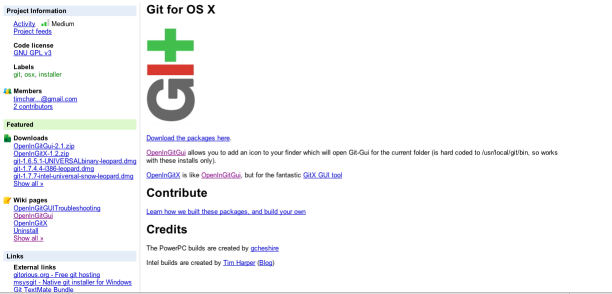 Project Information
Activity Medium
Project feeds
Code license
GNU GPL v3
Labels
git, osx, installer
Members
timchar...@gmail.com
2 contributors
Featured
Downloads
OpenInGitGui-2.1.zip
OpenInGitX-1.2.zip
git-1.6.5.1-UNIVERSALbinary-leopard.dmg
git-1.7.4.4-i386-leopard.dmg
git-1.7.7-intel-universal-snow-leopard.dmg
Show all »
Wiki pages
OpenInGitGUITroubleshooting
OpenInGitGui
OpenInGitX
Uninstall
Show all »
Links
External links
gitorious.org - Free git hosting
msysgit - Native git installer for Windows
Git TextMate Bundle
Git for OS X
Git
Download the packages here.
OpenInGitGui allows you to add an icon to your finder which will open Git-Gui for the current folder (is hard coded to /usr/local/git/bin, so works
with these installs only).
OpenInGitX is like OpenInGitGui, but for the fantastic GitX GUI tool
Contribute
Learn how we built these packages, and build your own
Credits
The PowerPC builds are created by gcheshire
Intel builds are created by Tim Harper (Blog)